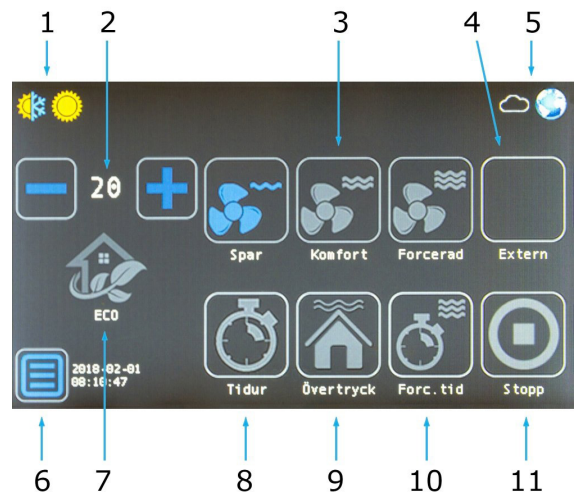 1 2 3 4 5
20
Spar Komfort Forcerad Extern
ECO
2018-02-01
08:10:47
Tidur Övertryck Forc.tid Stopp
6 7 8 9 10 11